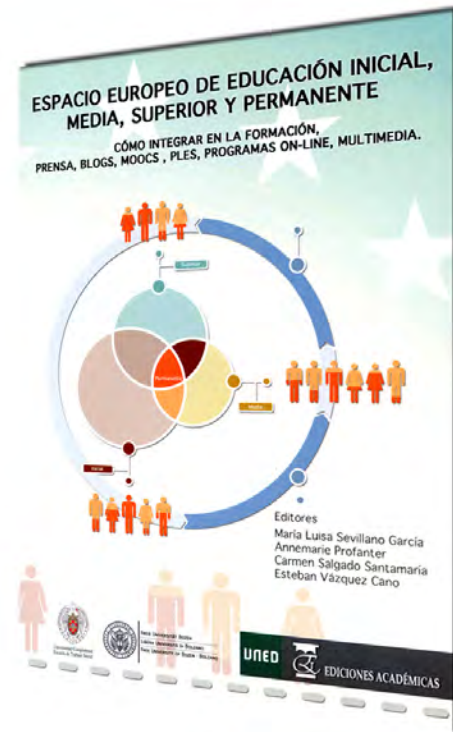 ESPACIO EUROPEO DE EDUCACIÓN INICIAL,
MEDIA, SUPERIOR Y PERMANENTE
CÓMO INTEGRAR EN LA FORMACIÓN,
PRENSA, BLOGS, MOOCS , PLES, PROGRAMAS ON-LINE, MULTIMEDIA.
Superior
Permanente
Media
Inicial
Editores
María Luisa Sevillano García
Annemarie Profanter
Carmen Salgado Santamaría
Esteban Vázquez Cano
UNED
EDICIONES ACADÉMICAS